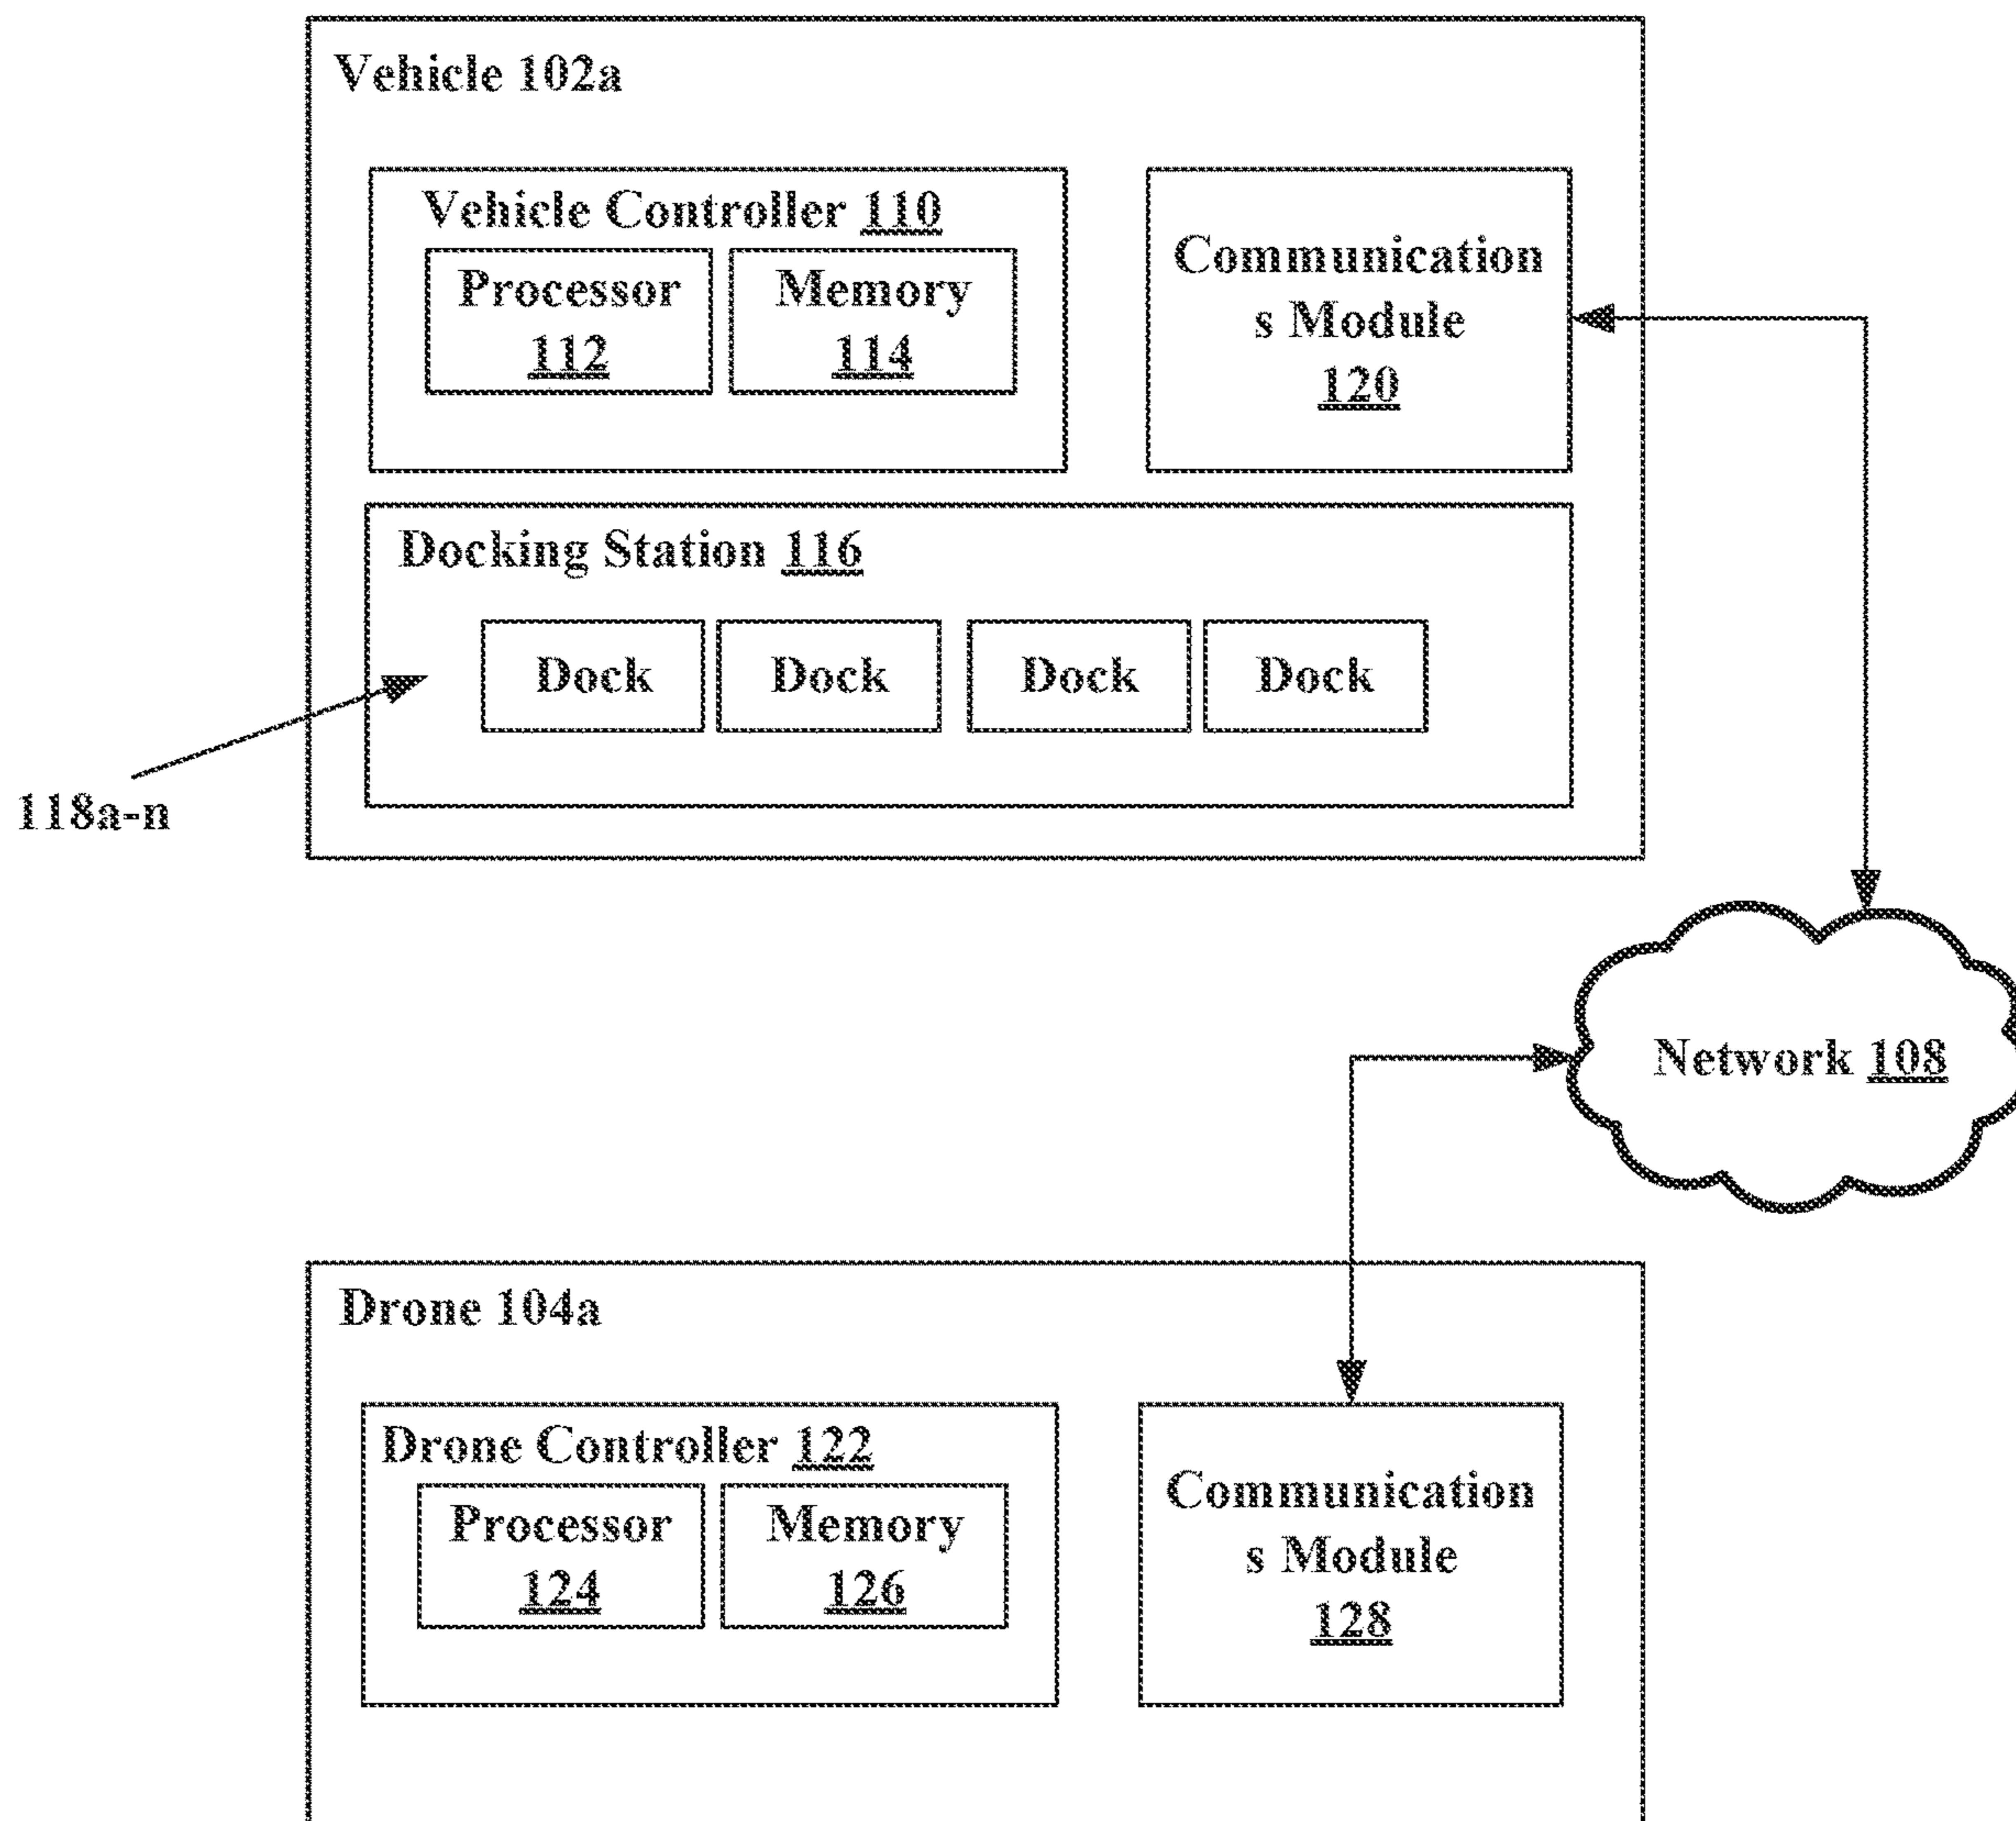 Vehicle 102a
Vehicle Controller 110
Processor
112
Memory
114
Communication
s Module
120
Docking Station 116
Dock
Dock
Dock
Dock
118a-n
Network 108
Drone 104a
Drone Controller 122
Processor
124
Memory
126
Communication
s Module
128